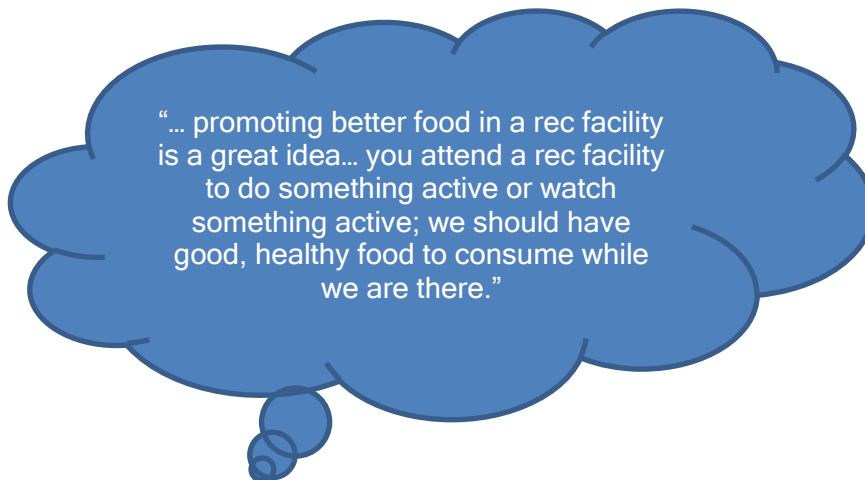 “... promoting better food in a rec facility
is a great idea... you attend a rec facility
to do something active or watch
something active; we should have
good, healthy food to consume while
we are there.”